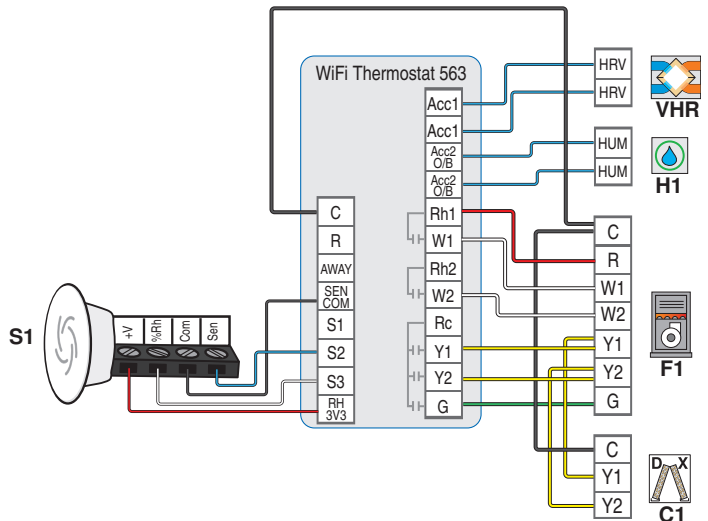 WiFi Thermostat 563
Acc1
Acc1
Acc2
O/B
Acc2
O/B
Rh1
W1
Rh2
W2
Rc
Y1
Y2
G
C
R
AWAY
SEN
COM
S1
S2
S3
RH
3V3
S1
+V
%Rh
Com
Sen
HRV
HRV
VHR
HUM
HUM
H1
C
R
W1
W2
Y1
Y2
G
F1
C
Y1
Y2
D X
C1